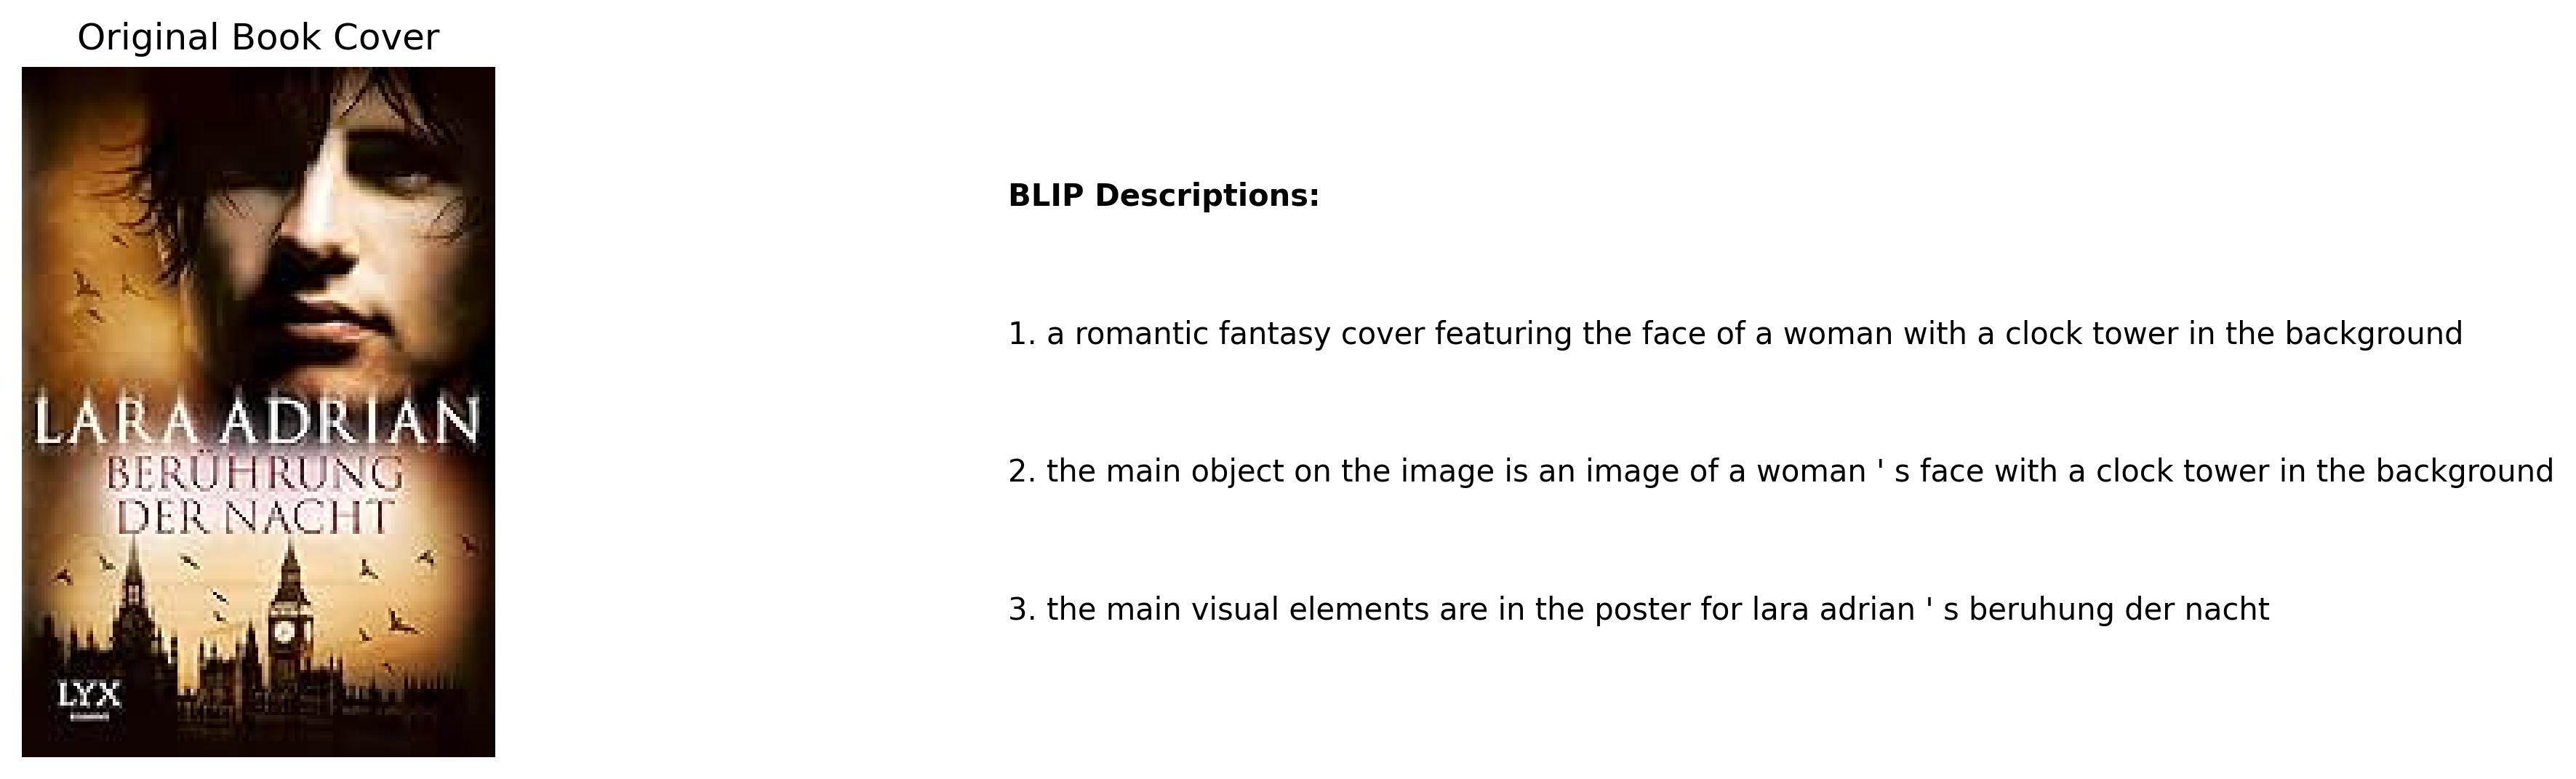 Original Book Cover
LARA ADRIAN
BERÜHRUNG
DER NACHT
LYX
BLIP Descriptions:
1. a romantic fantasy cover featuring the face of a woman with a clock tower in the background
2. the main object on the image is an image of a woman ' s face with a clock tower in the background
3. the main visual elements are in the poster for lara adrian ' s beruhung der nacht